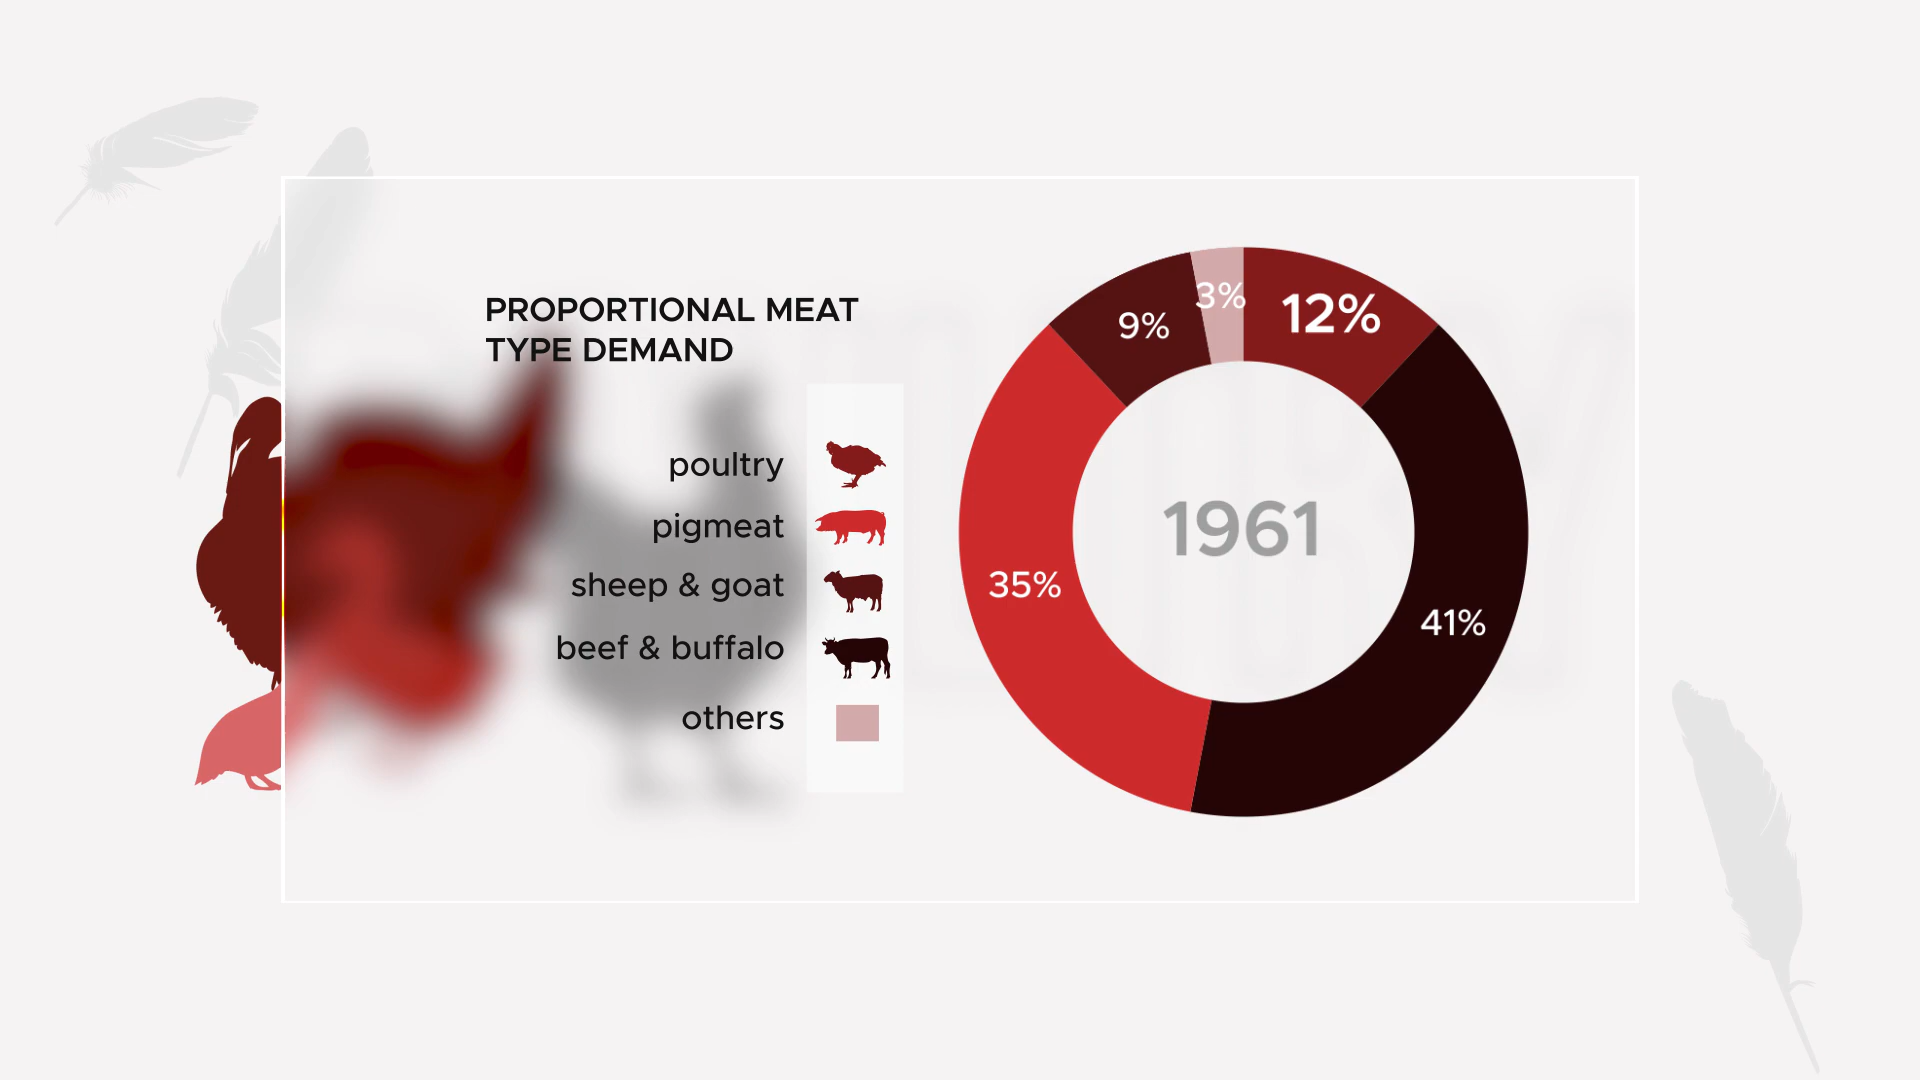 PROPORTIONAL MEAT
TYPE DEMAND
poultry
pigmeat
sheep & goat
beef & buffalo
others
3%
12%
9%
35%
41%
1961